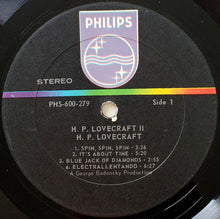 PHILIPS
STEREO
PHS-600-279
Side 1
H. P. LOVECRAFT II
H. P. LOVECRAFT
1. SPIN, SPIN, SPIN - 3:26
2. IT'S ABOUT TIME - 5:20
3. BLUE JACK OF DIAMONDS - 2:55
4. ELECTRALLENTANDO - 6:27
A George Badonsky Production